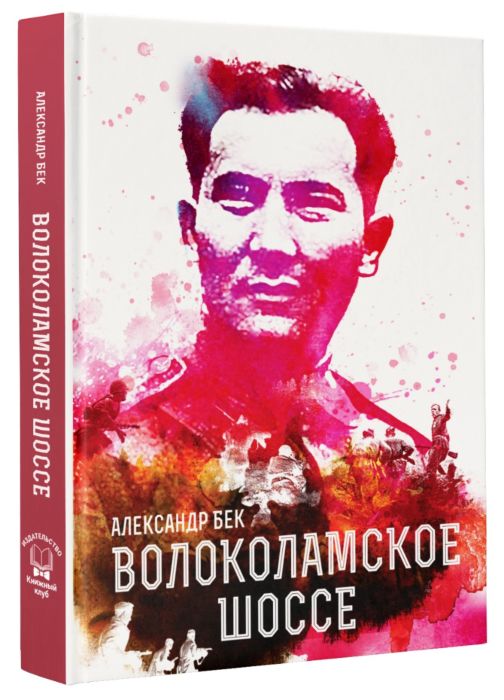 АЛЕКСАНДР БЕК
ВОЛОКОЛАМСКОЕ ШОССЕ
ИЗДАТЕЛЬСТВО
Книжный
клуб
АЛЕКСАНДР БЕК
ВОЛОКОЛАМСКОЕ
ШОССЕ